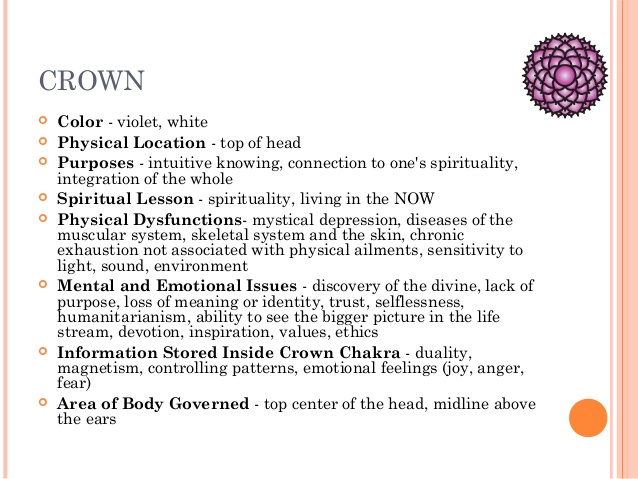 CROWN
Color - violet, white
Physical Location - top of head
Purposes - intuitive knowing, connection to one's spirituality,
integration of the whole
Spiritual Lesson - spirituality, living in the NOW
Physical Dysfunctions- mystical depression, diseases of the
muscular system, skeletal system and the skin, chronic
exhaustion not associated with physical ailments, sensitivity to
light, sound, environment
Mental and Emotional Issues - discovery of the divine, lack of
purpose, loss of meaning or identity, trust, selflessness,
humanitarianism, ability to see the bigger picture in the life
stream, devotion, inspiration, values, ethics
Information Stored Inside Crown Chakra - duality,
magnetism, controlling patterns, emotional feelings (joy, anger,
fear)
Area of Body Governed - top center of the head, midline above
the ears